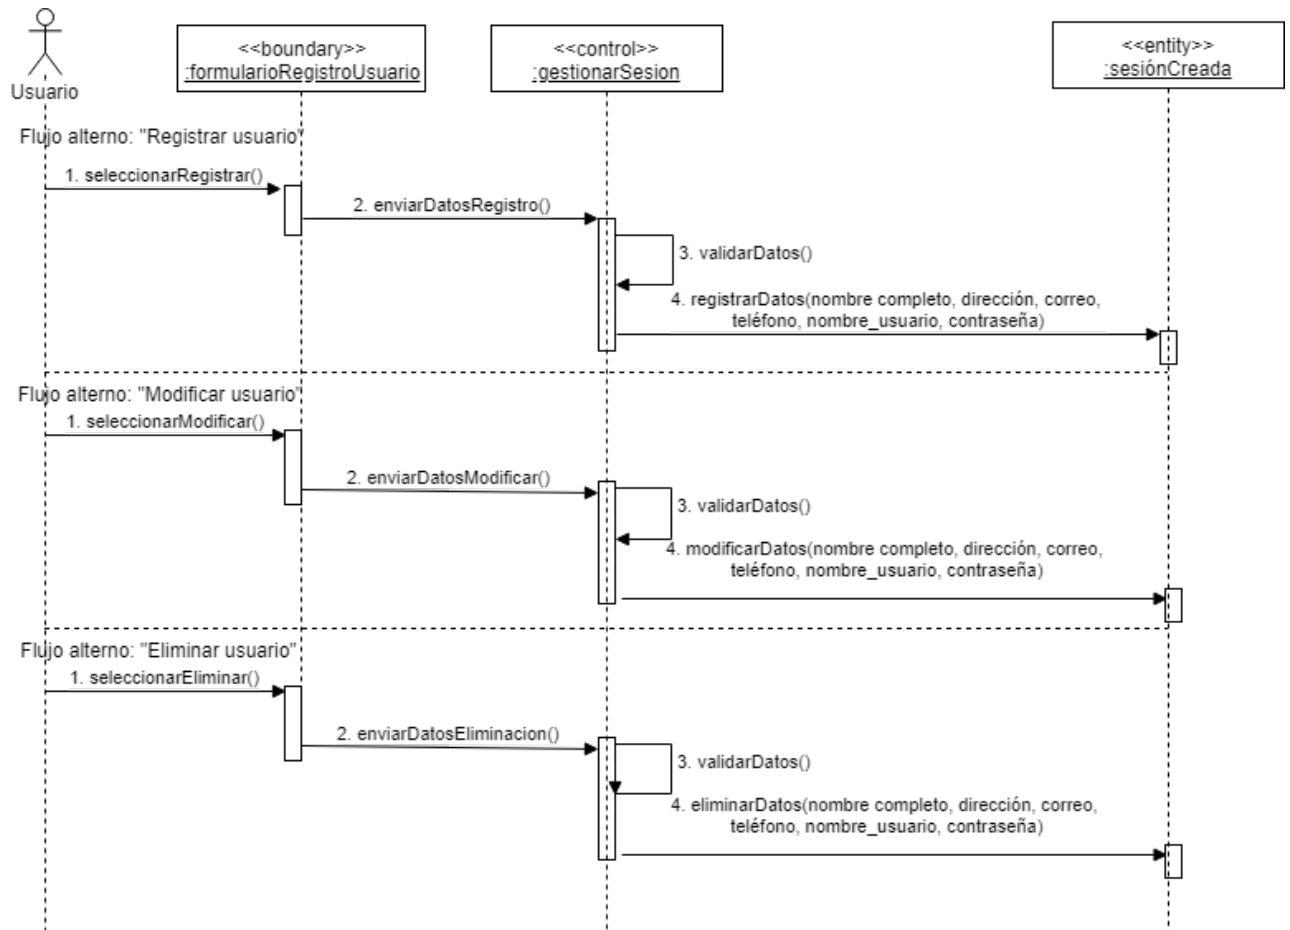 <<boundary>>
:formularioRegistroUsuario
<<control>>
:gestionarSesion
<<entity>>
:sesiónCreada
Usuario
Flujo alterno: "Registrar usuario"
1. seleccionarRegistrar()
2. enviarDatosRegistro()
3. validarDatos()
4. registrarDatos(nombre completo, dirección, correo,
teléfono, nombre_usuario, contraseña)
Flujo alterno: "Modificar usuario"
1. seleccionarModificar()
2. enviarDatosModificar()
3. validarDatos()
4. modificarDatos(nombre completo, dirección, correo,
teléfono, nombre_usuario, contraseña)
Flujo alterno: "Eliminar usuario"
1. seleccionarEliminar()
2. enviarDatosEliminacion()
3. validarDatos()
4. eliminarDatos(nombre completo, dirección, correo,
teléfono, nombre_usuario, contraseña)